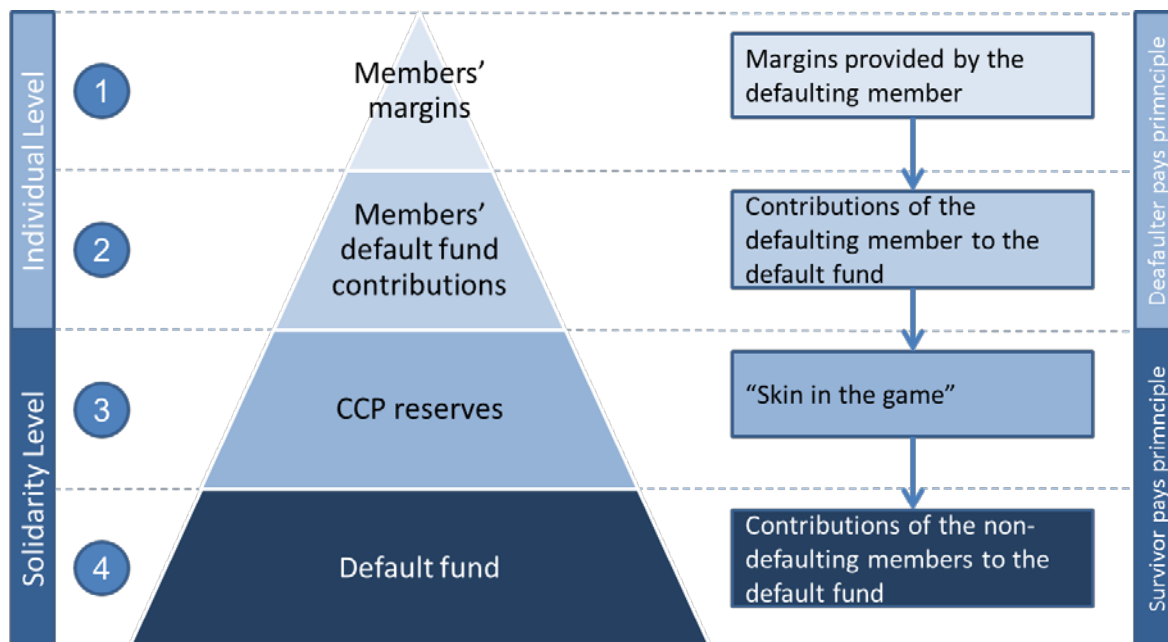 Individual Level
1
Members’
margins
Margins provided by the
defaulting member
Deafaulter pays primnciple
2
Members’
default fund
contributions
Contributions of the
defaulting member to the
default fund
Solidarity Level
3
CCP reserves
“Skin in the game”
Survivor pays primnciple
4
Default fund
Contributions of the non-
defaulting members to the
default fund